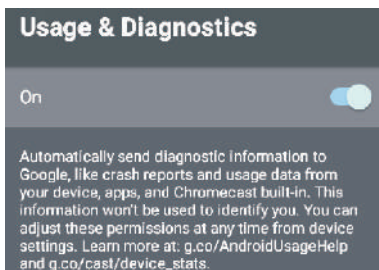 Usage & Diagnostics
On
Automatically send diagnostic information to
Google, like crash reports and usage data from
your device, apps, and Chromecast built-in. This
information won't be used to identify you. You can
adjust these permissions at any time from device
settings. Learn more at: g.co/AndroidUsageHelp
and g.co/cast/device_stats.